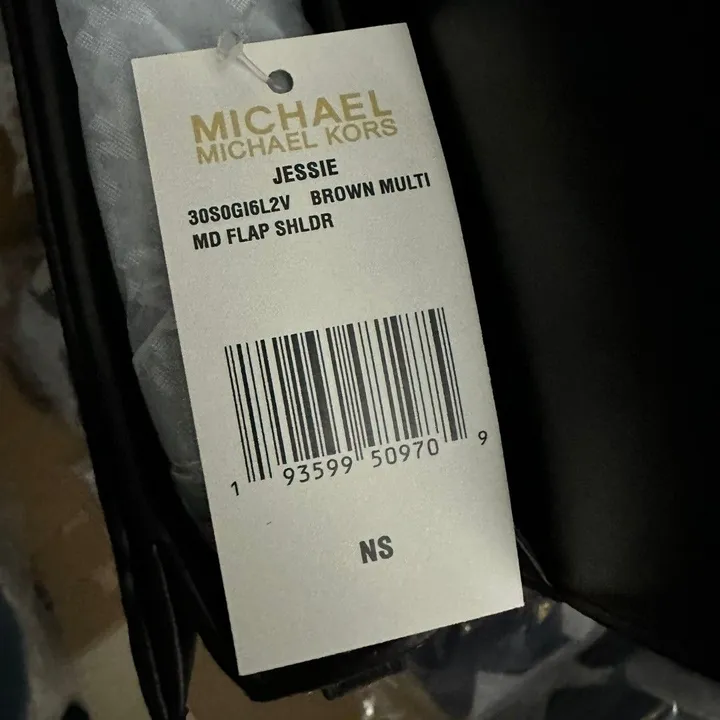 MICHAEL
MICHAEL KORS
JESSIE
30S0GI6L2V BROWN MULTI
MD FLAP SHLDR
1 93599 50970 9
NS